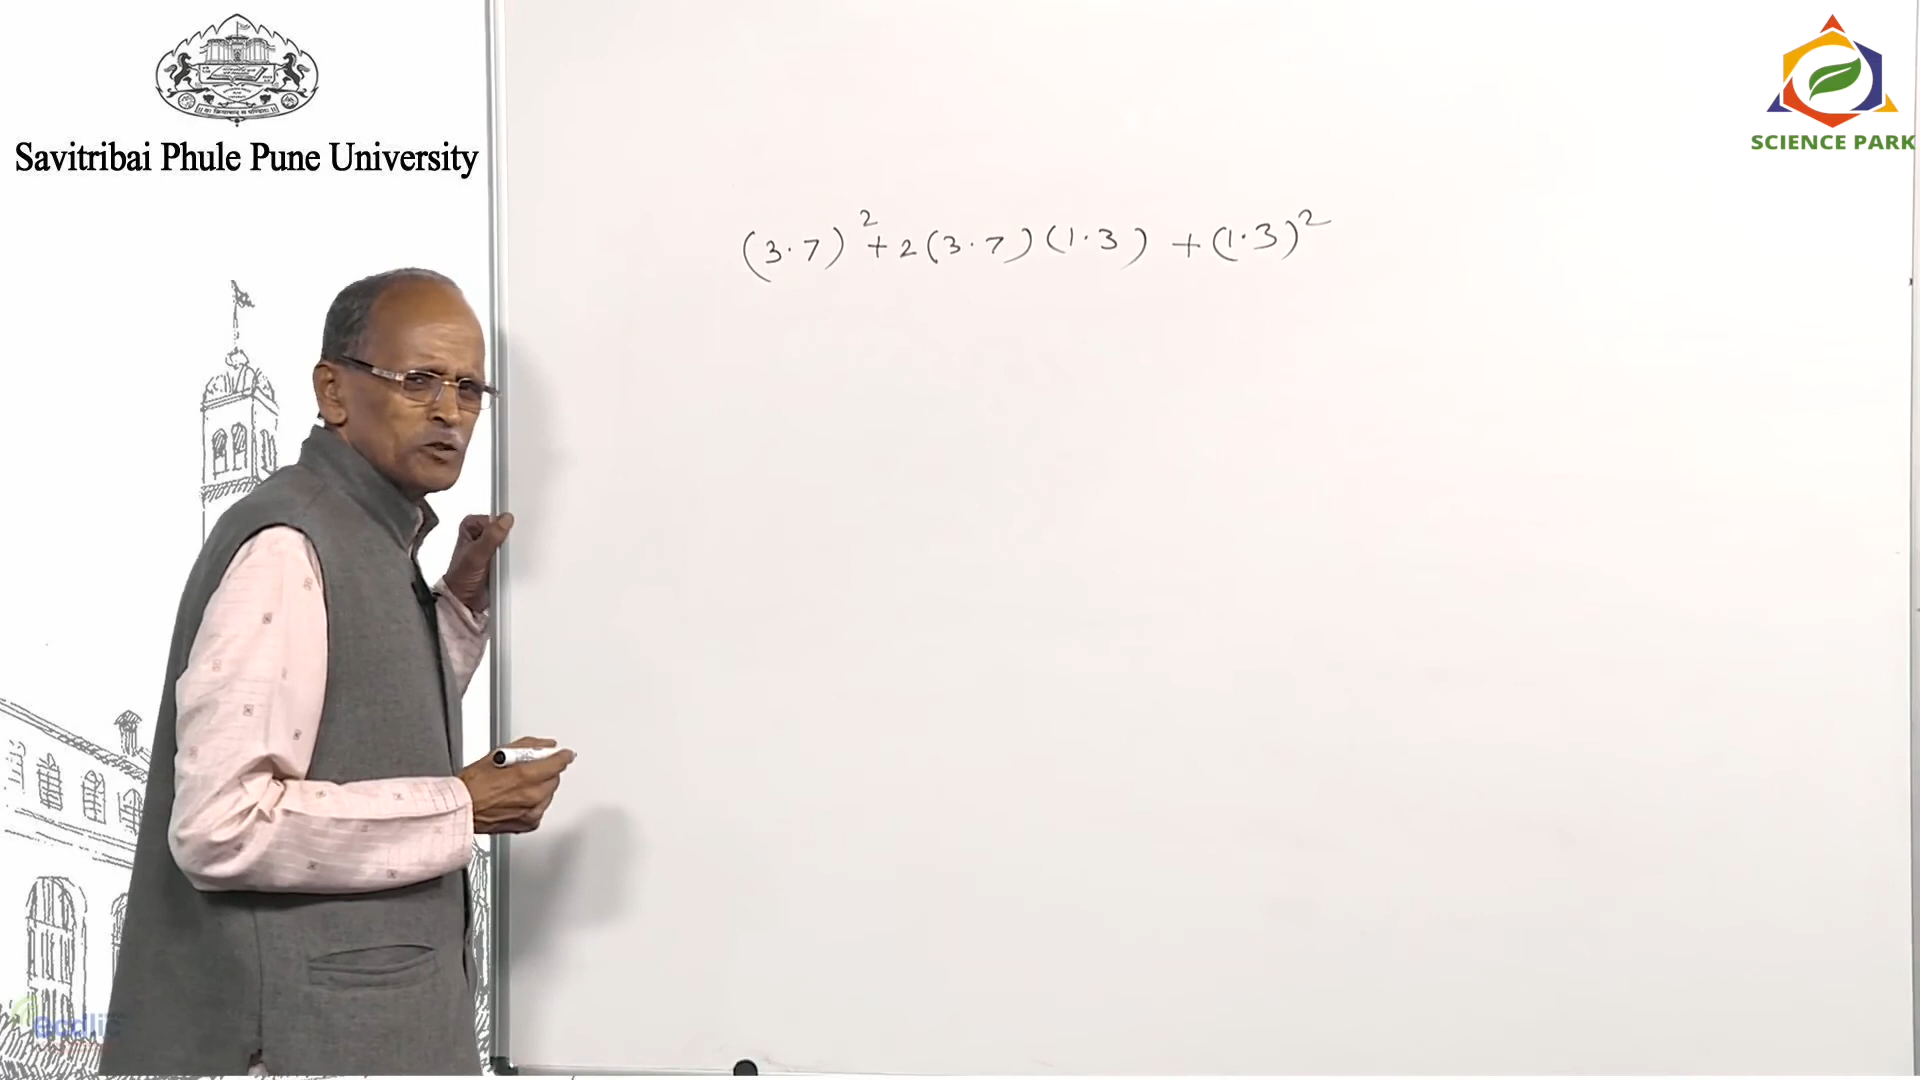 Savitribai Phule Pune University
SCIENCE PARK
(3.7)² + 2(3.7)(1.3) + (1.3)²